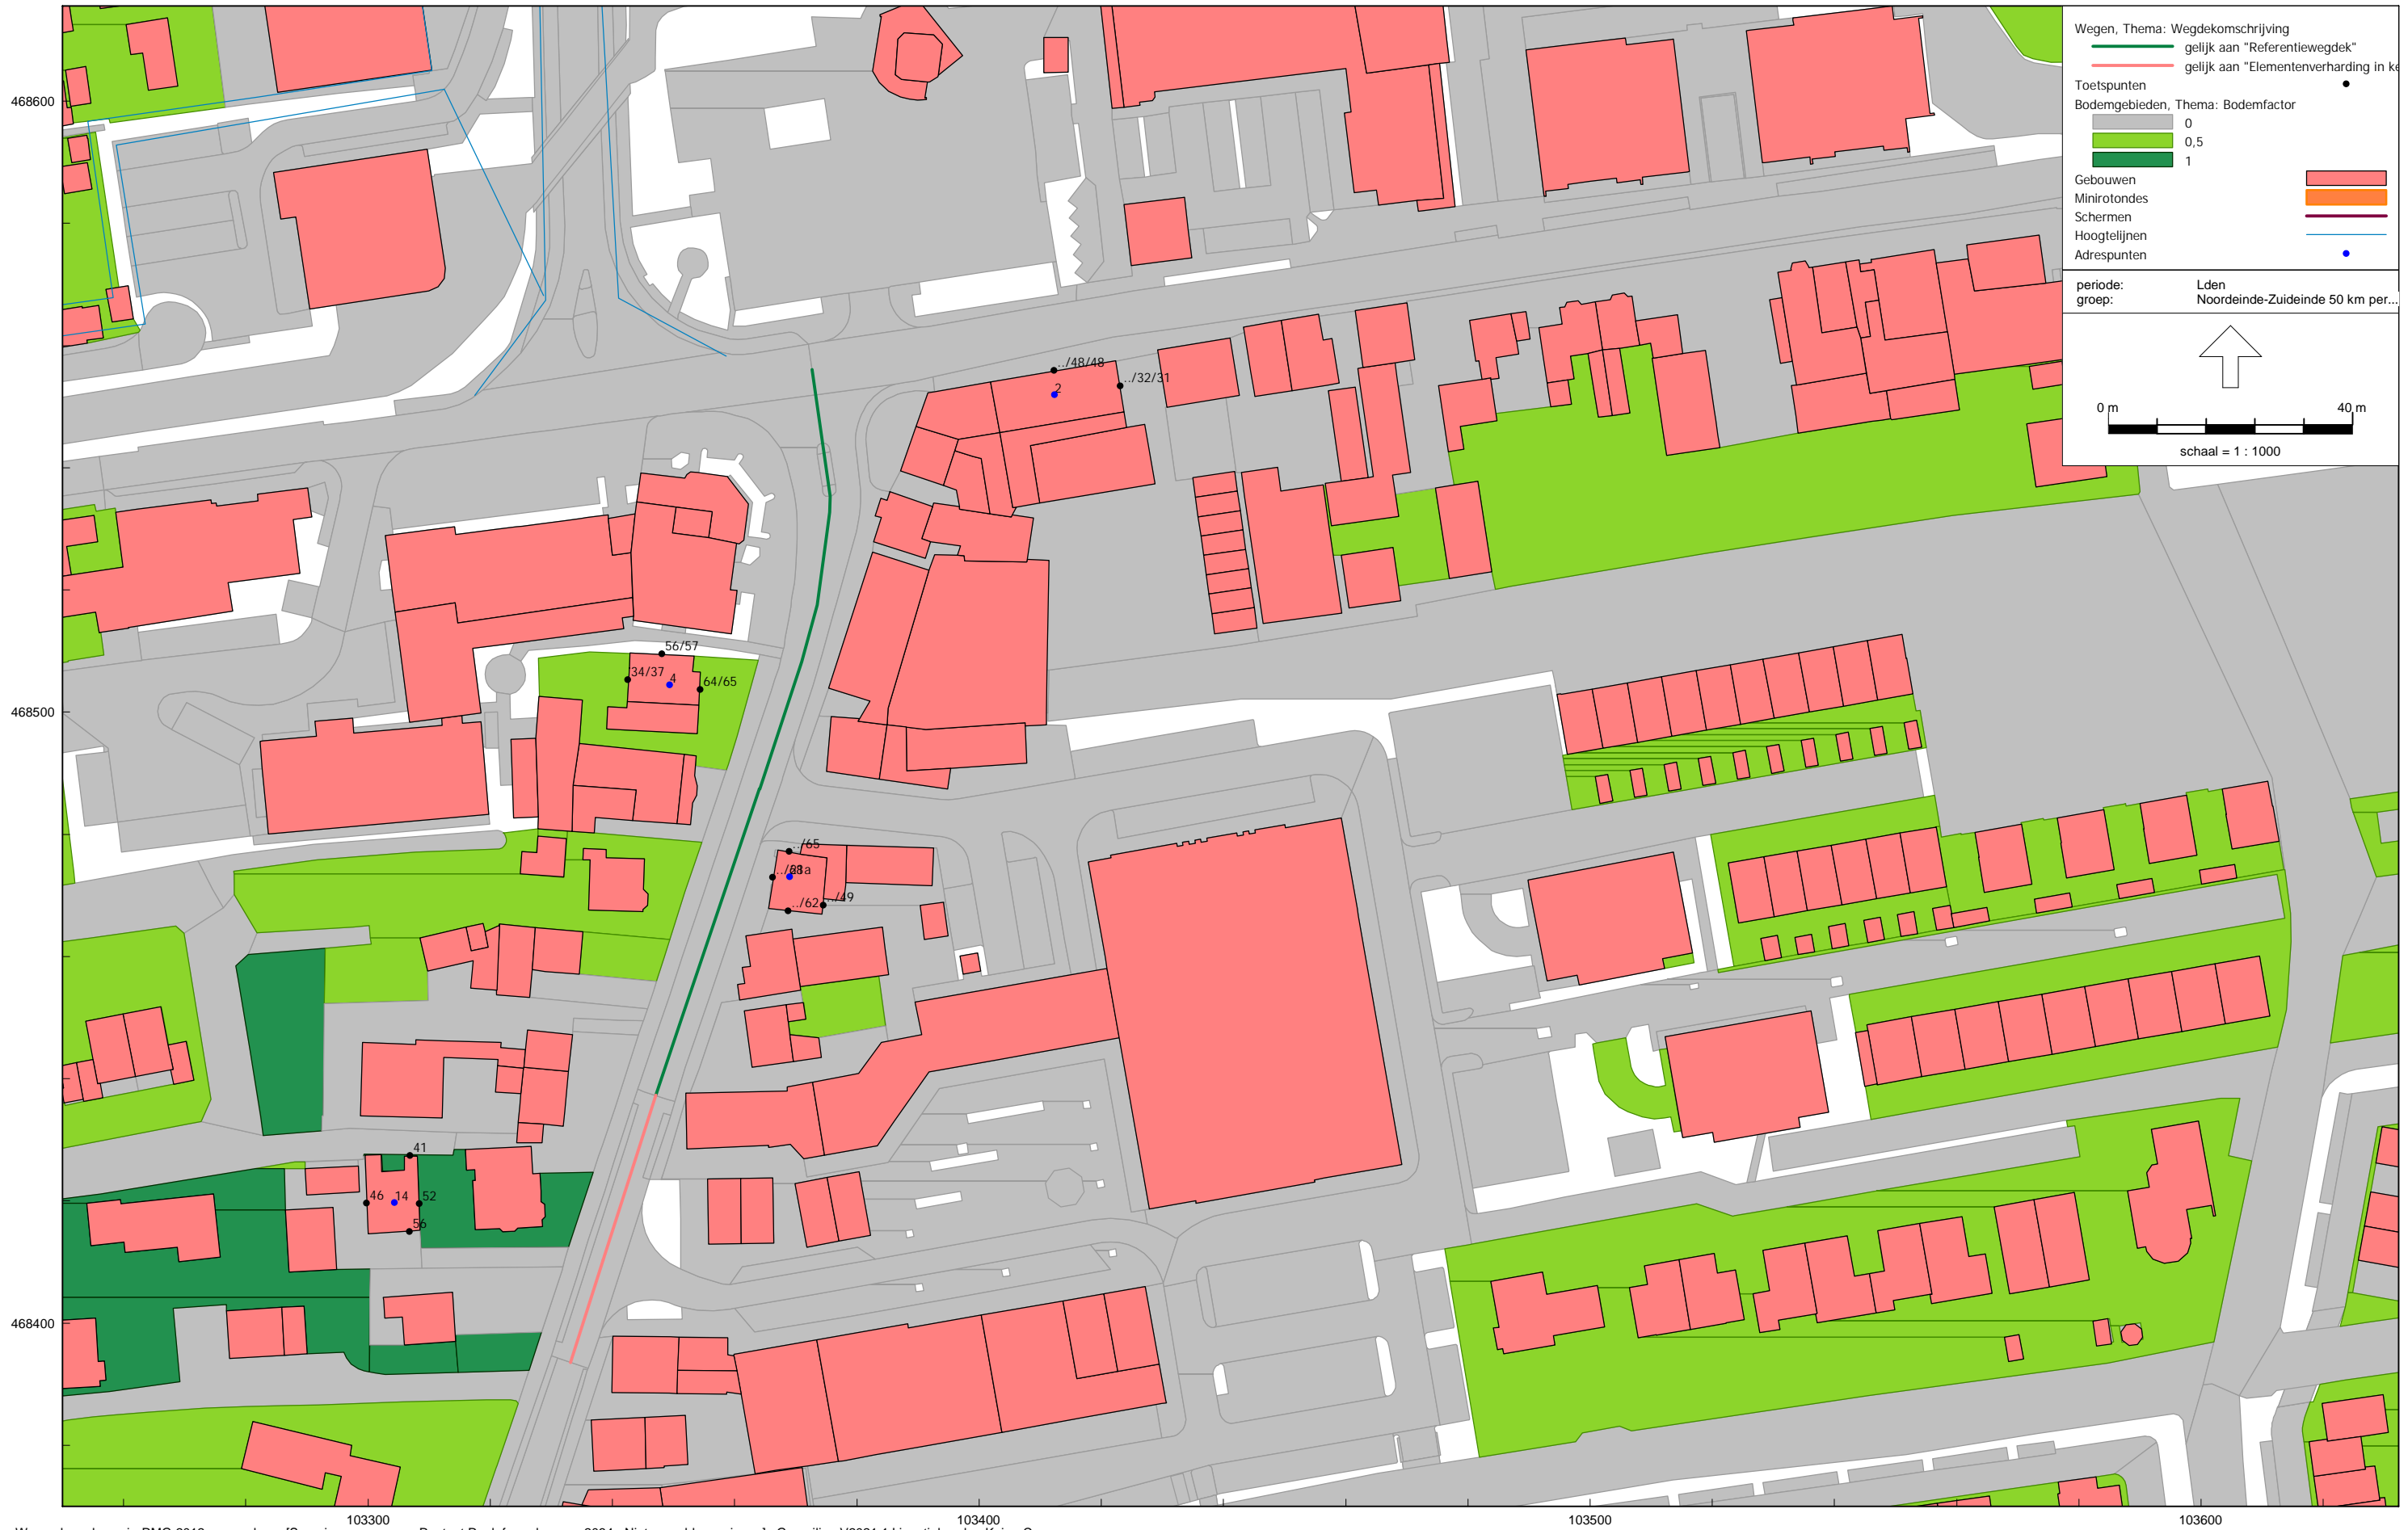 Wegen, Thema: Wegdekomschrijving
gelijk aan "Referentiewegdek"
gelijk aan "Elementenverharding in ke
Toetspunten
Bodemgebieden, Thema: Bodemfactor
0
0,5
1
Gebouwen
Minirotondes
Schermen
Hoogtelijnen
Adrespunten
periode: Lden
groep: Noordeinde-Zuideinde 50 km per...
0 m 40 m
schaal = 1 : 1000
468600
../48/48
../32/31
2
56/57
34/37
4
64/65
468500
../65
../62
../49
41
46
14
52
56
468400
103300
103400
103500
103600